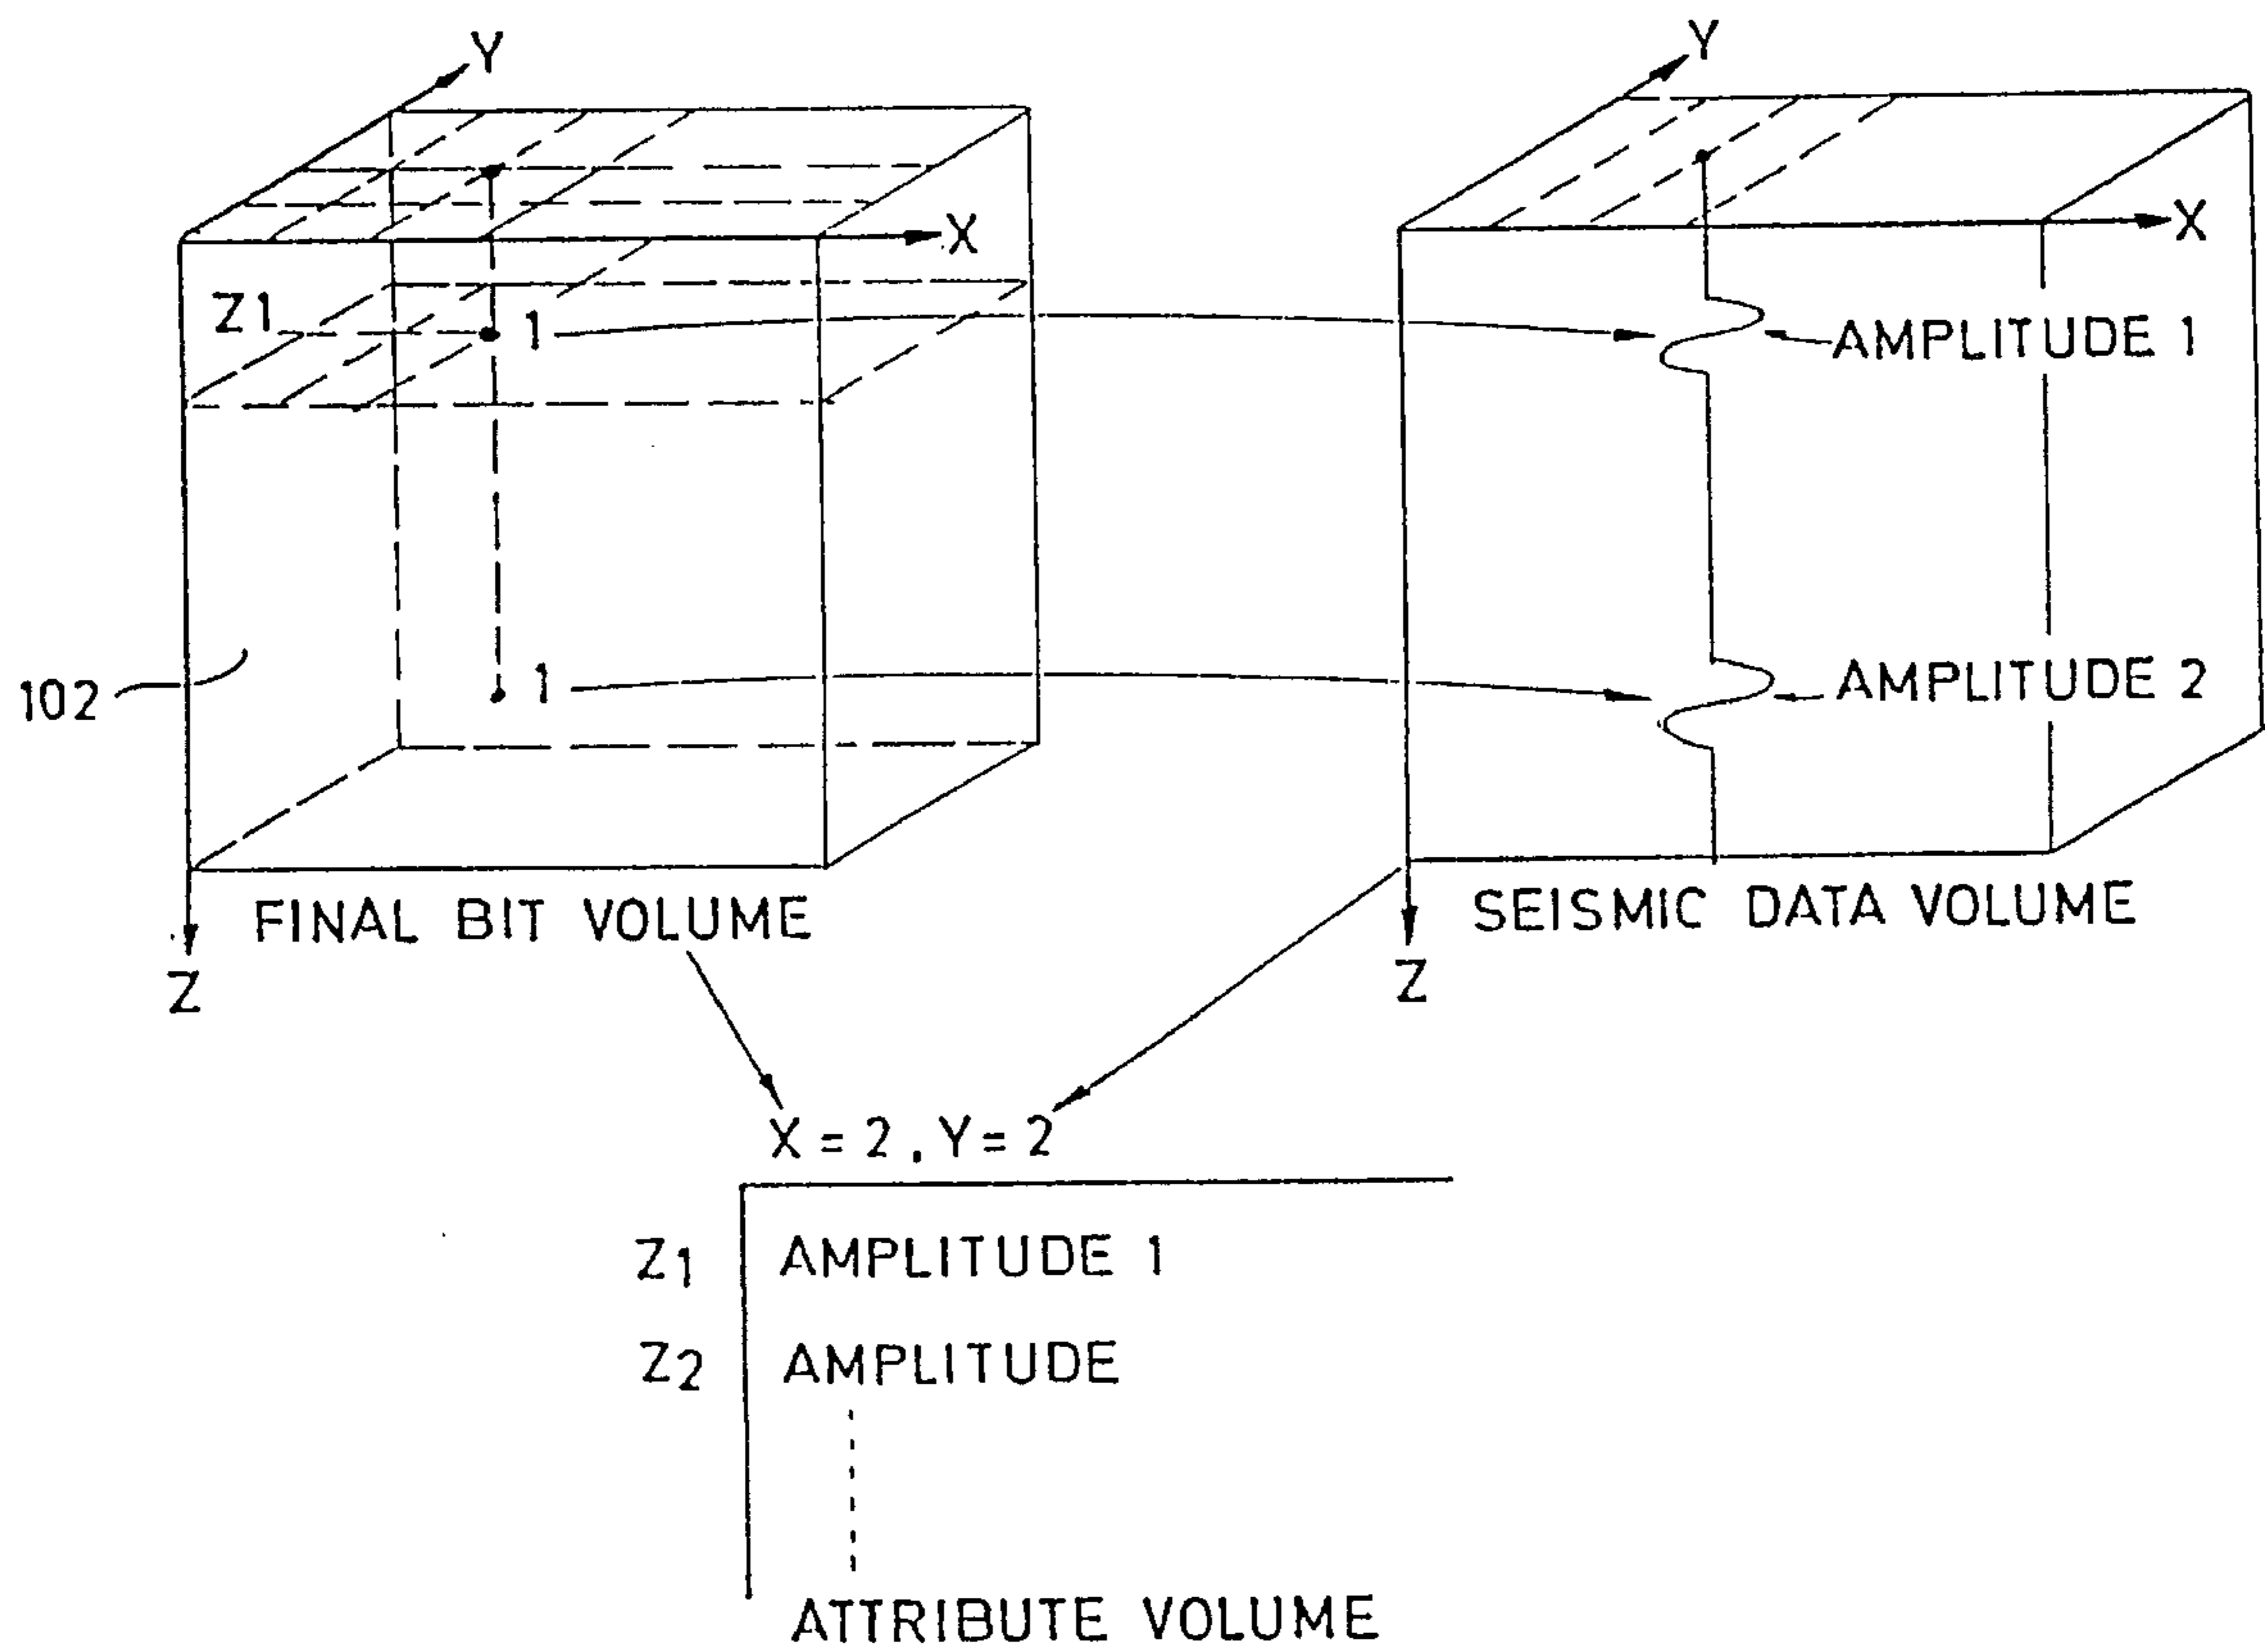 Y
Y
X
X
Z1
1
AMPLITUDE 1
102
1
AMPLITUDE 2
FINAL BIT VOLUME
SEISMIC DATA VOLUME
Z
Z
X = 2 , Y = 2
Z1 AMPLITUDE 1
Z2 AMPLITUDE
ATTRIBUTE VOLUME